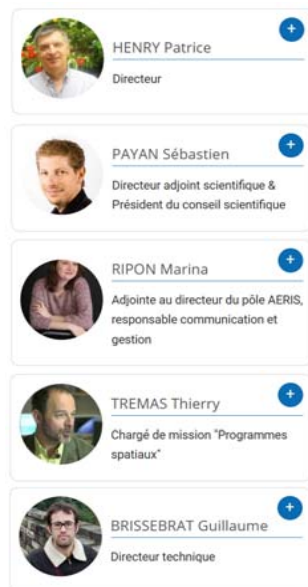 HENRY Patrice
Directeur
PAYAN Sébastien
Directeur adjoint scientifique &
Président du conseil scientifique
RIPON Marina
Adjointe au directeur du pôle AERIS,
responsable communication et
gestion
TREMAS Thierry
Chargé de mission "Programmes
spatiaux"
BRISSEBRAT Guillaume
Directeur technique